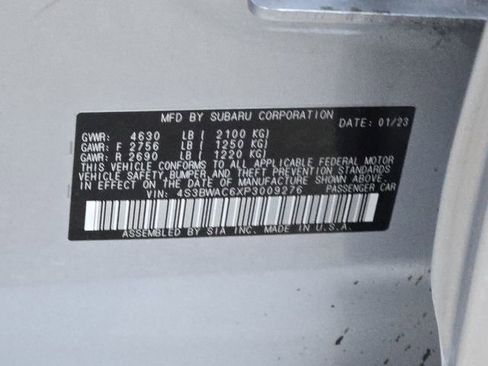 MFD BY SUBARU CORPORATION
DATE: 01/23
GVWR: 4630 LB ( 2100 KG)
GAWR: F 2756 LB ( 1250 KG)
GAWR: R 2690 LB ( 1220 KG)
THIS VEHICLE CONFORMS TO ALL APPLICABLE FEDERAL MOTOR
VEHICLE SAFETY,BUMPER,AND THEFT PREVENTION STANDARDS
IN EFFECT ON THE DATE OF MANUFACTURE SHOWN ABOVE.
VIN: 4S3BWAC6XP3009276 PASSENGER CAR
ASSEMBLED BY SIA INC. MADE IN U.S.A.